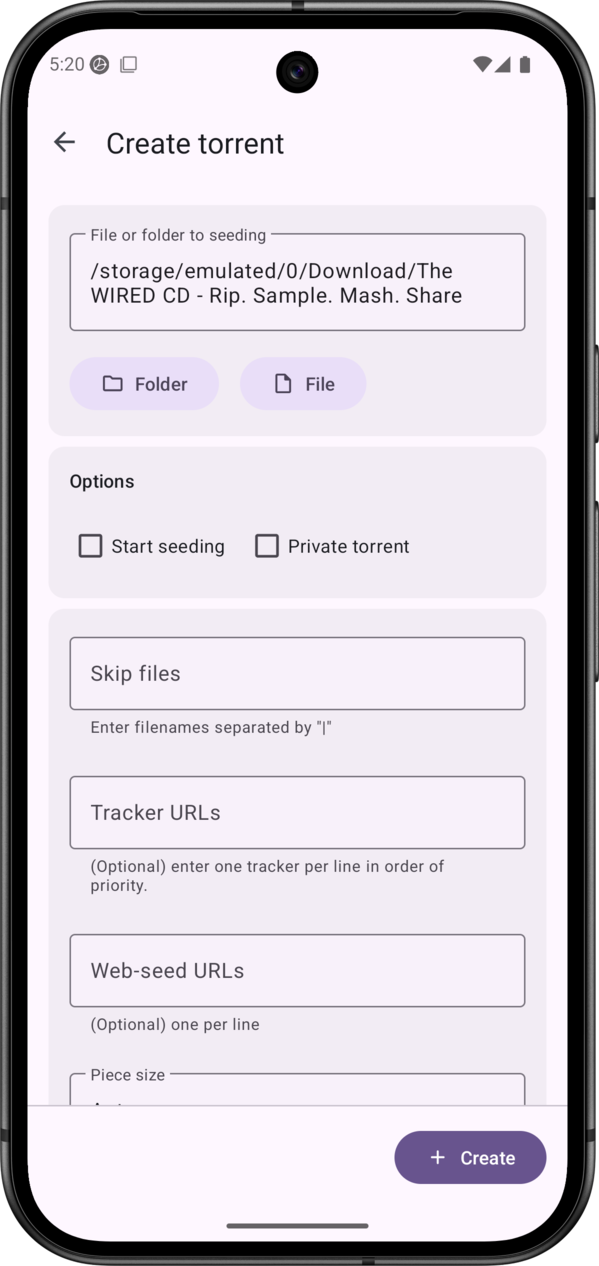 5:20
Create torrent
File or folder to seeding
/storage/emulated/0/Download/The
WIRED CD - Rip. Sample. Mash. Share
Folder
File
Options
Start seeding
Private torrent
Skip files
Enter filenames separated by "|"
Tracker URLs
(Optional) enter one tracker per line in order of
priority.
Web-seed URLs
(Optional) one per line
Piece size
Create